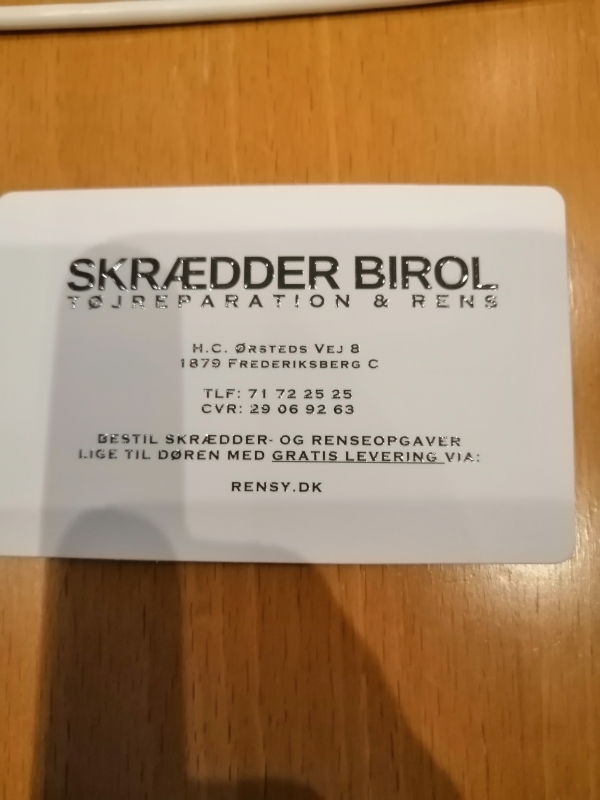 SKRÆDDER BIROL
TØJREPARATION & RENS
H.C. ØRSTEDS VEJ 8
1879 FREDERIKSBERG C
TLF: 71 72 25 25
CVR: 29 06 92 63
BESTIL SKRÆDDER- OG RENSEOPGAVER
LIGE TIL DØREN MED GRATIS LEVERING VIA:
RENSY.DK